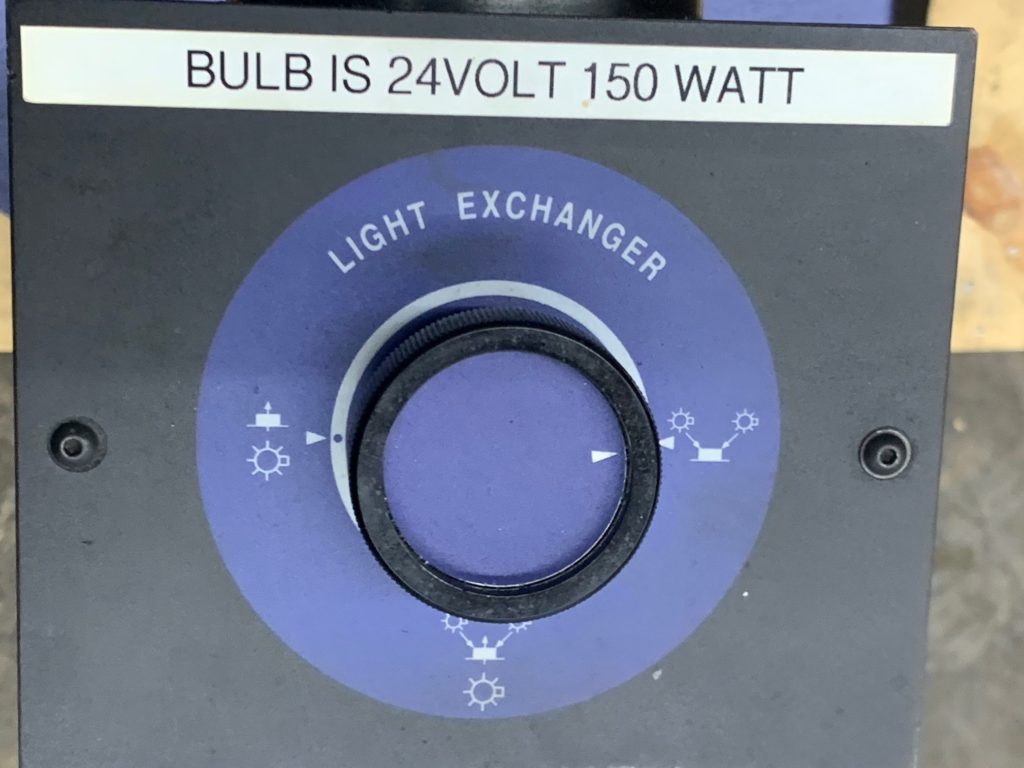 BULB IS 24VOLT 150 WATT
LIGHT EXCHANGER